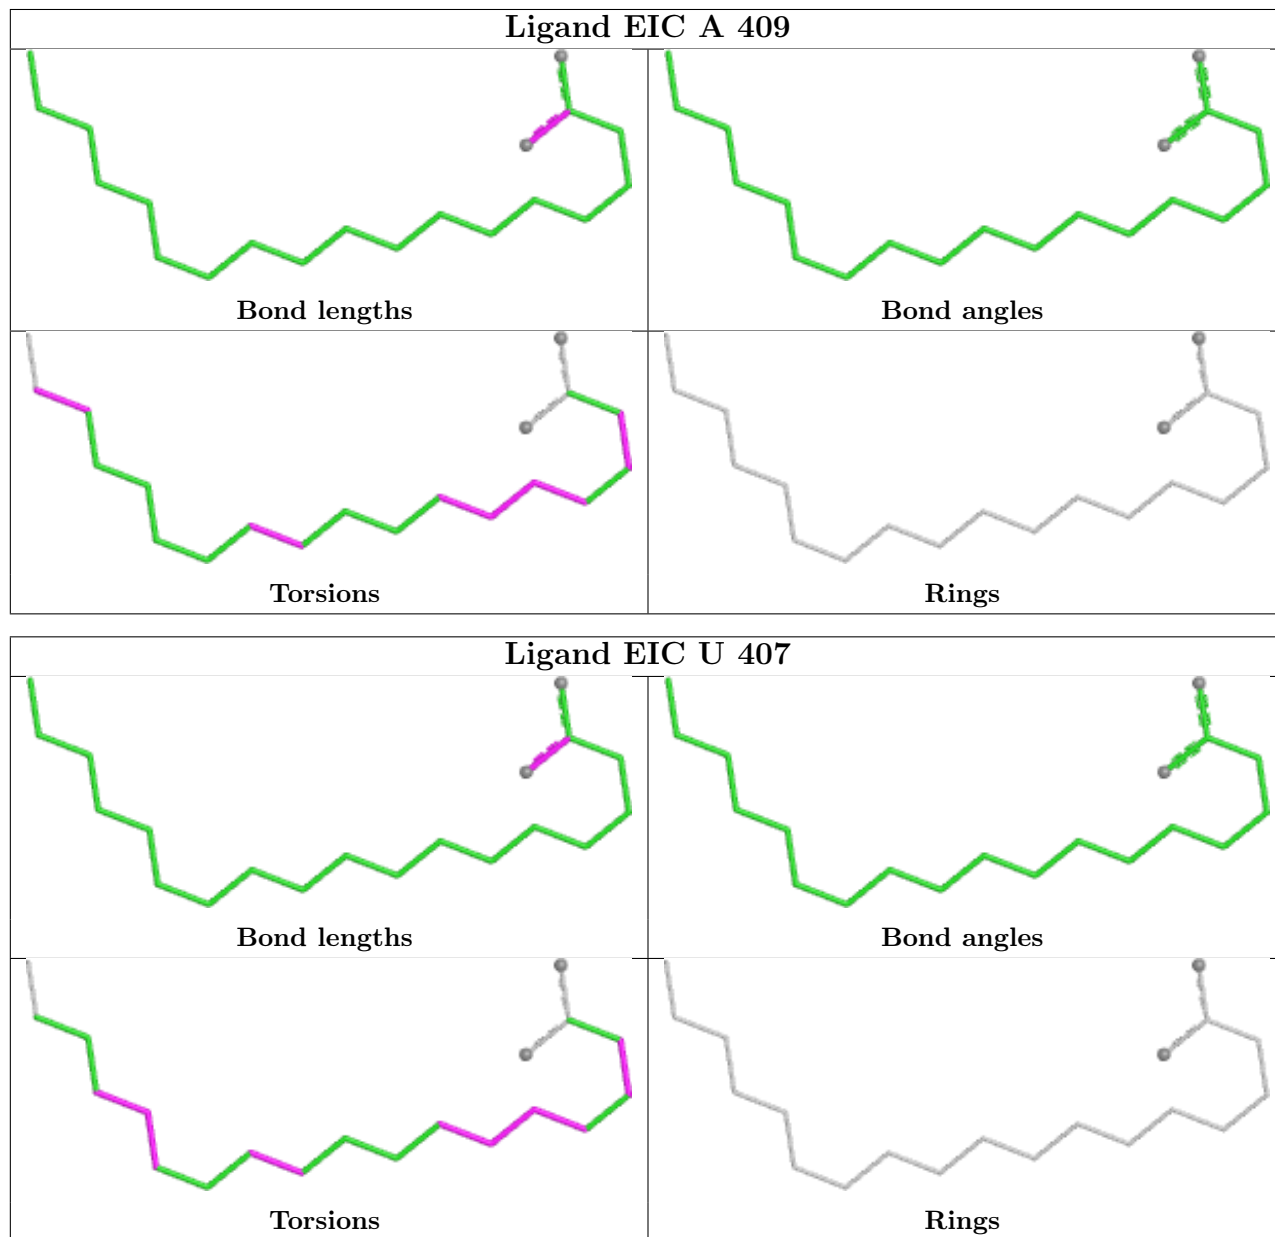 Ligand EIC A 409
Bond lengths
Bond angles
Torsions
Rings
Ligand EIC U 407
Bond lengths
Bond angles
Torsions
Rings